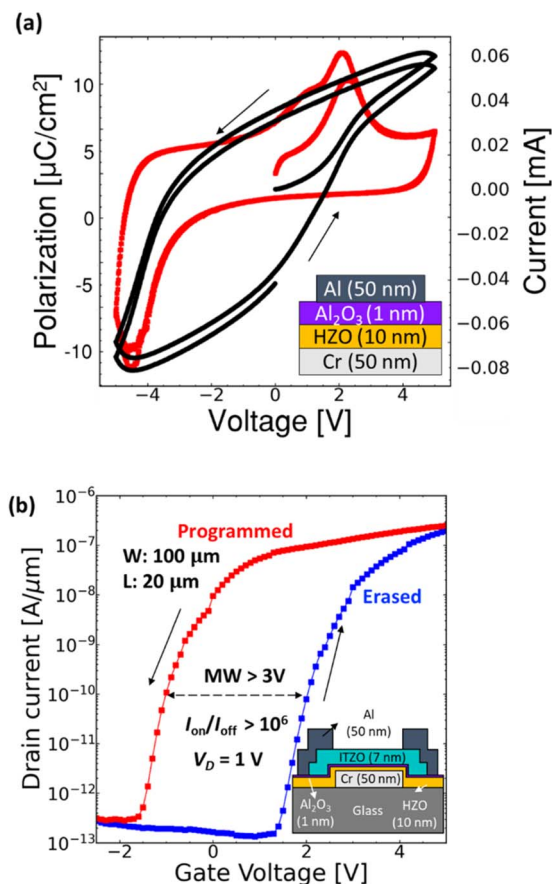 (a)
10
5
0
-5
-10
Polarization [µC/cm²]
0.06
0.04
0.02
0.00
−0.02
−0.04
−0.06
−0.08
Current [mA]
Al (50 nm)
Al₂O₃ (1 nm)
HZO (10 nm)
Cr (50 nm)
−4
−2
0
2
4
Voltage [V]
(b)
10⁻⁶
10⁻⁷
10⁻⁸
10⁻⁹
10⁻¹⁰
10⁻¹¹
10⁻¹²
10⁻¹³
Drain current [A/µm]
Programmed
W: 100 µm
L: 20 µm
Erased
MW > 3V
Ion/Ioff > 10⁶
VD = 1 V
Al
(50 nm)
ITZO (7 nm)
Cr (50 nm)
Al₂O₃
(1 nm)
Glass
HZO
(10 nm)
−2
0
2
4
Gate Voltage [V]